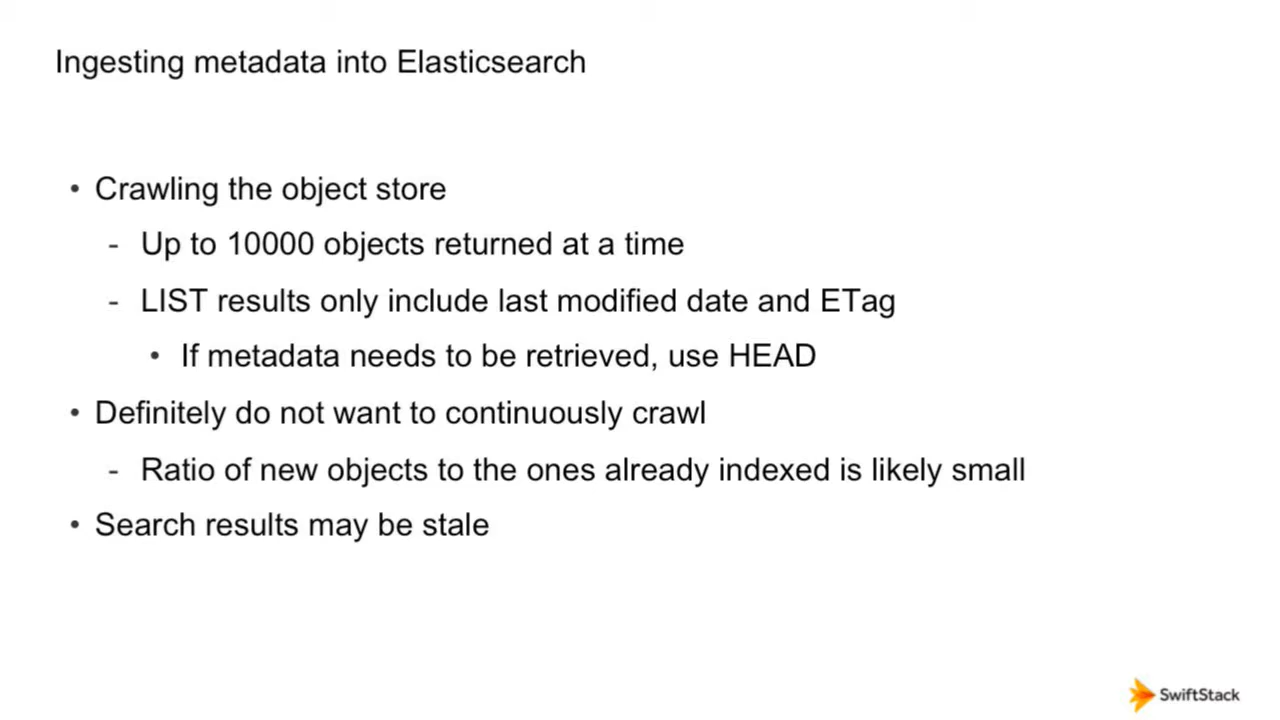 Ingesting metadata into Elasticsearch
• Crawling the object store
- Up to 10000 objects returned at a time
- LIST results only include last modified date and ETag
• If metadata needs to be retrieved, use HEAD
• Definitely do not want to continuously crawl
- Ratio of new objects to the ones already indexed is likely small
• Search results may be stale
SwiftStack